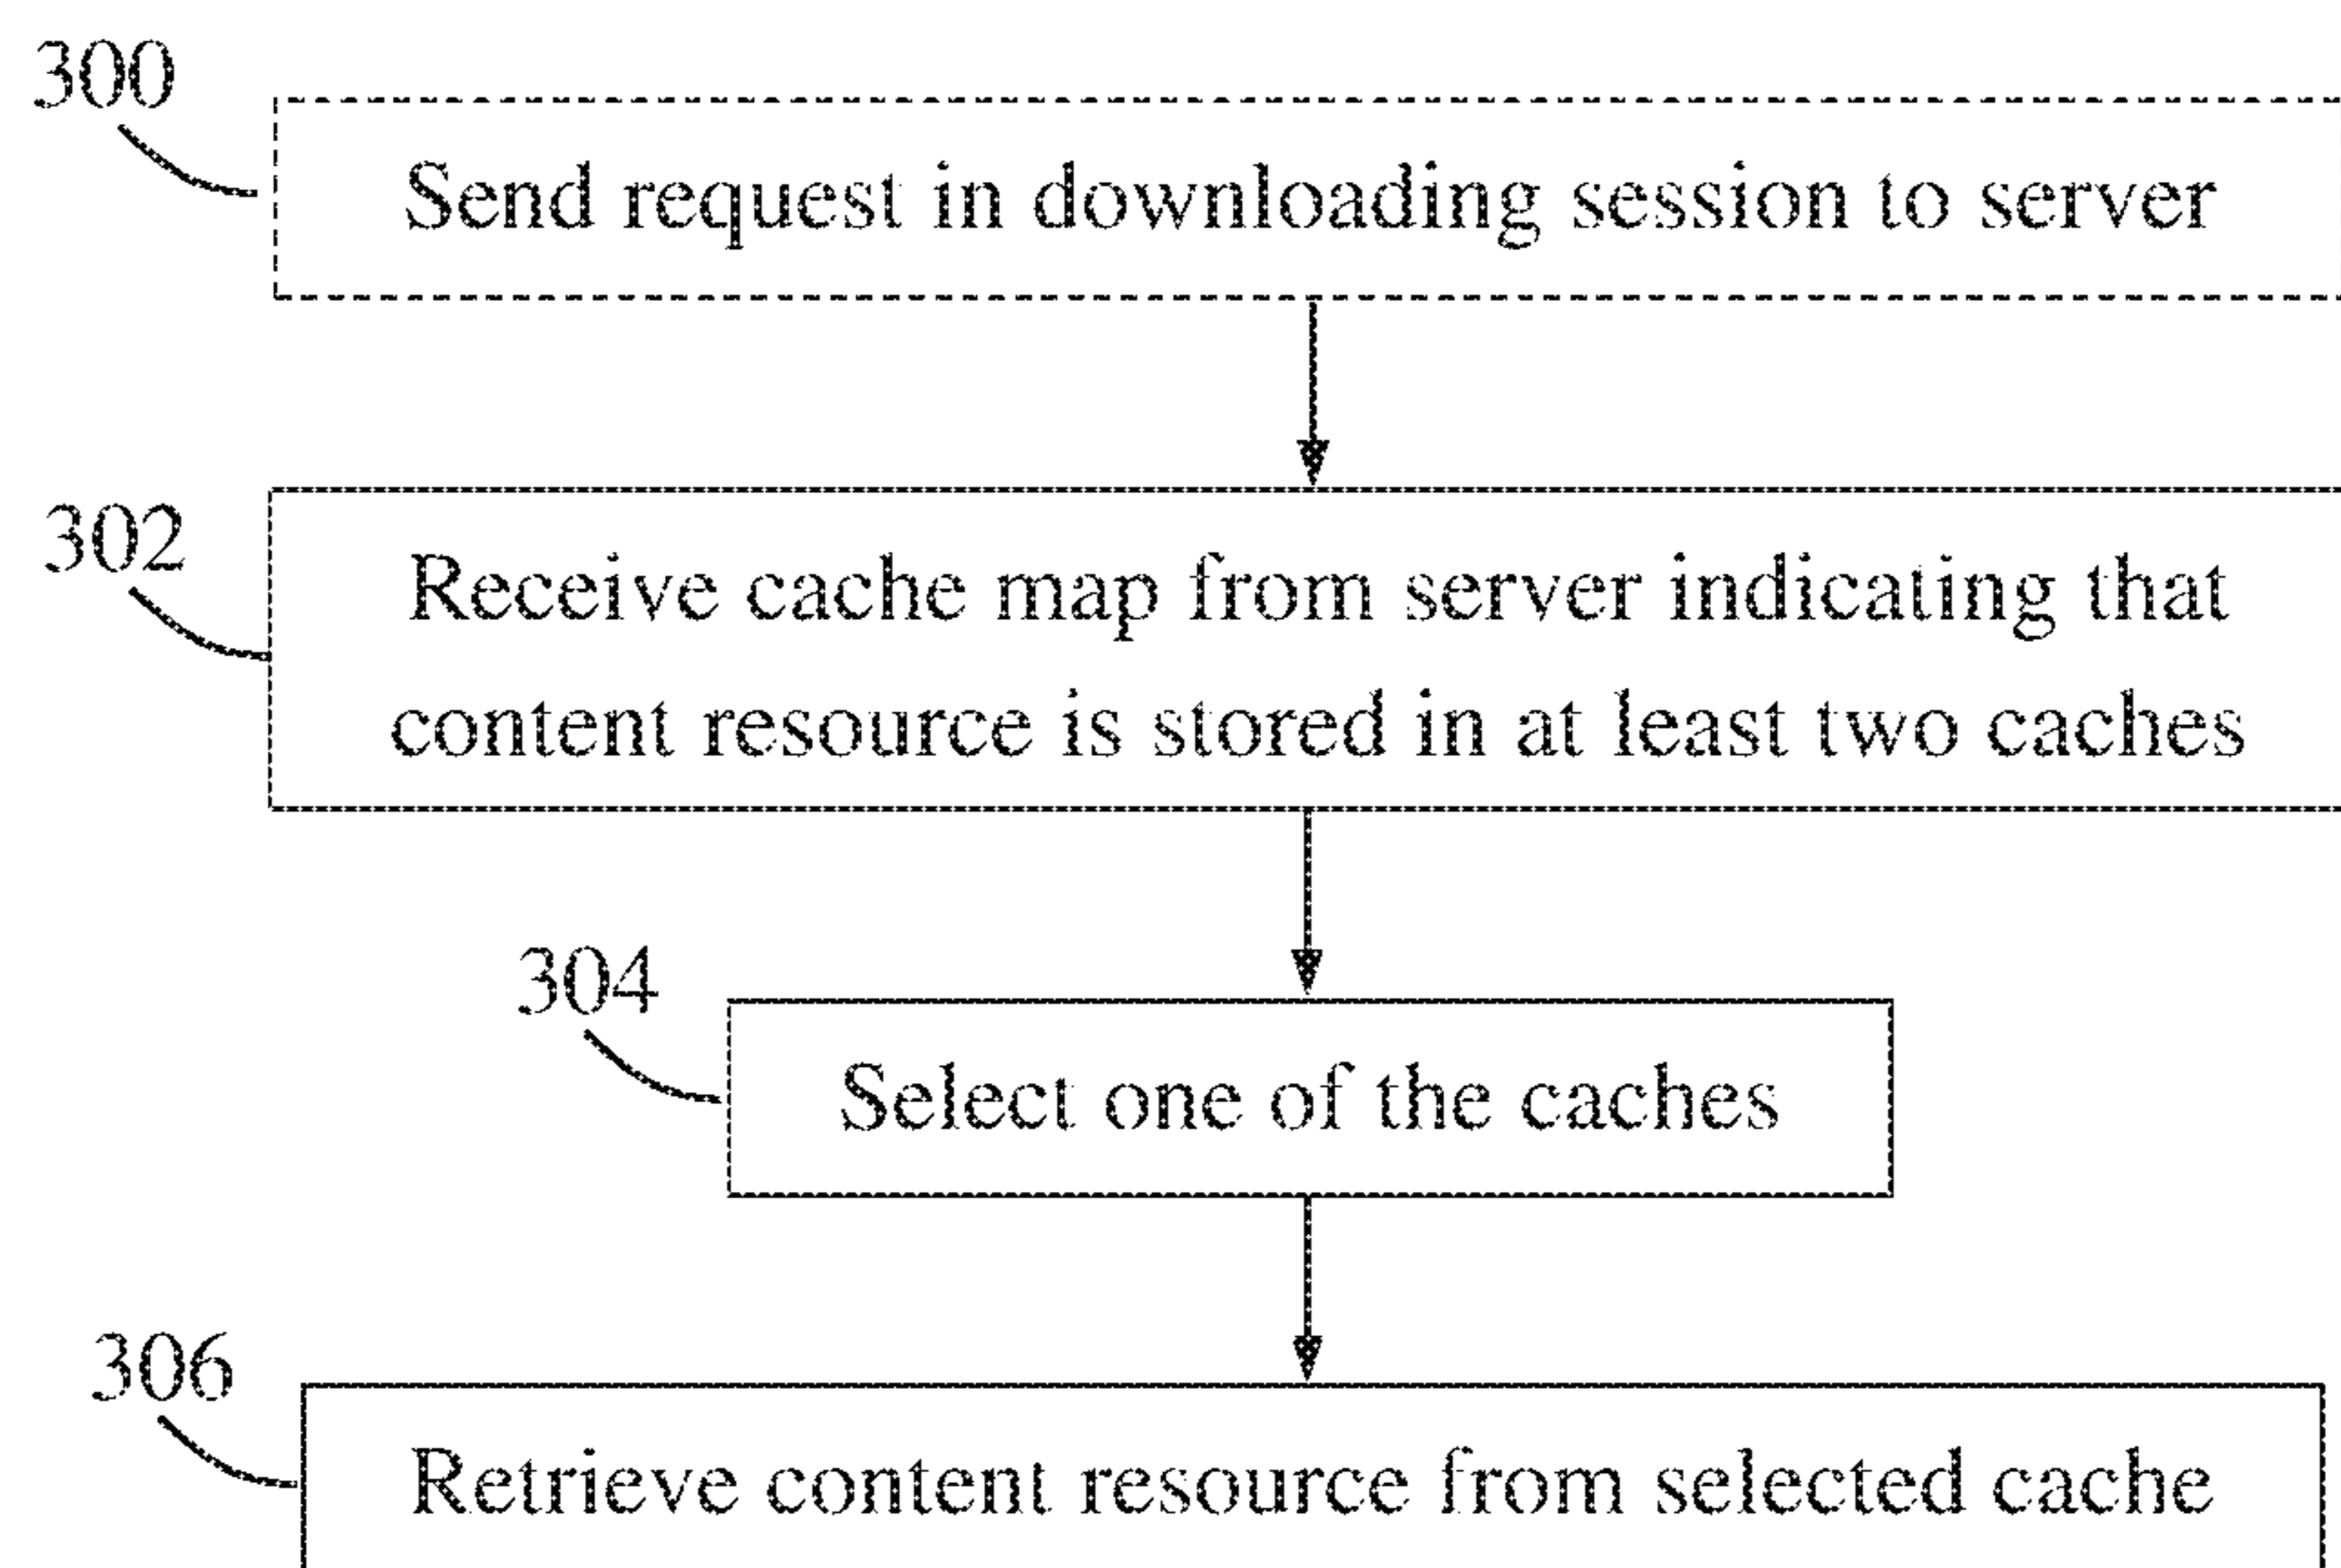 300
Send request in downloading session to server
302
Receive cache map from server indicating that
content resource is stored in at least two caches
304
Select one of the caches
306
Retrieve content resource from selected cache